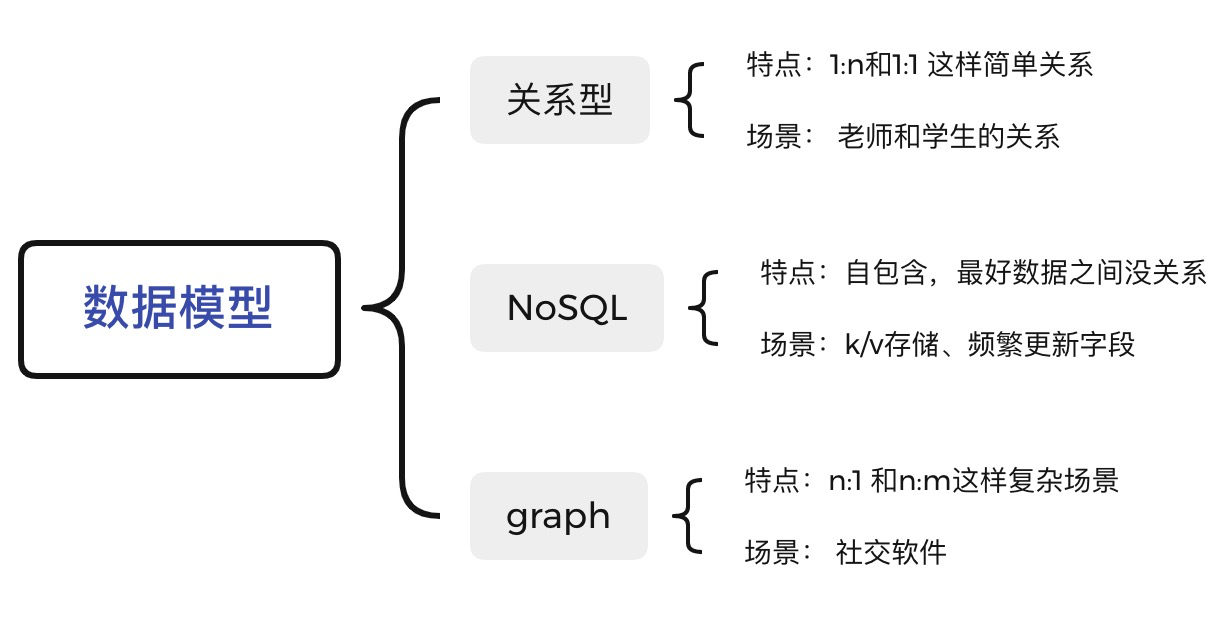 数据模型
关系型
特点：1:n和1:1 这样简单关系
场景： 老师和学生的关系
NoSQL
特点：自包含，最好数据之间没关系
场景：k/v存储、频繁更新字段
graph
特点：n:1 和n:m这样复杂场景
场景： 社交软件